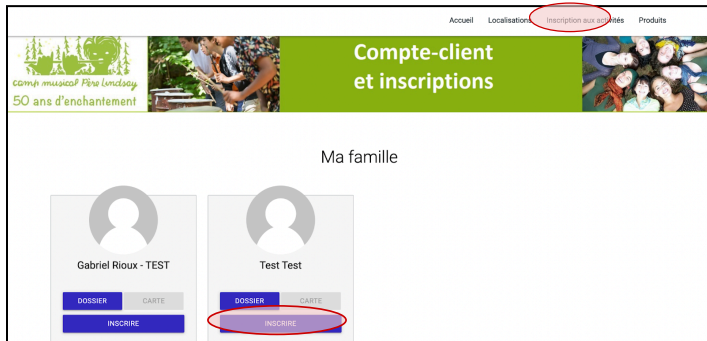 Accueil Localisations Inscription aux activités Produits
camp musical Père Lindsay
50 ans d'enchantement
Compte-client
et inscriptions
Ma famille
Gabriel Rioux - TEST
DOSSIER CARTE
INSCRIRE
Test Test
DOSSIER CARTE
INSCRIRE